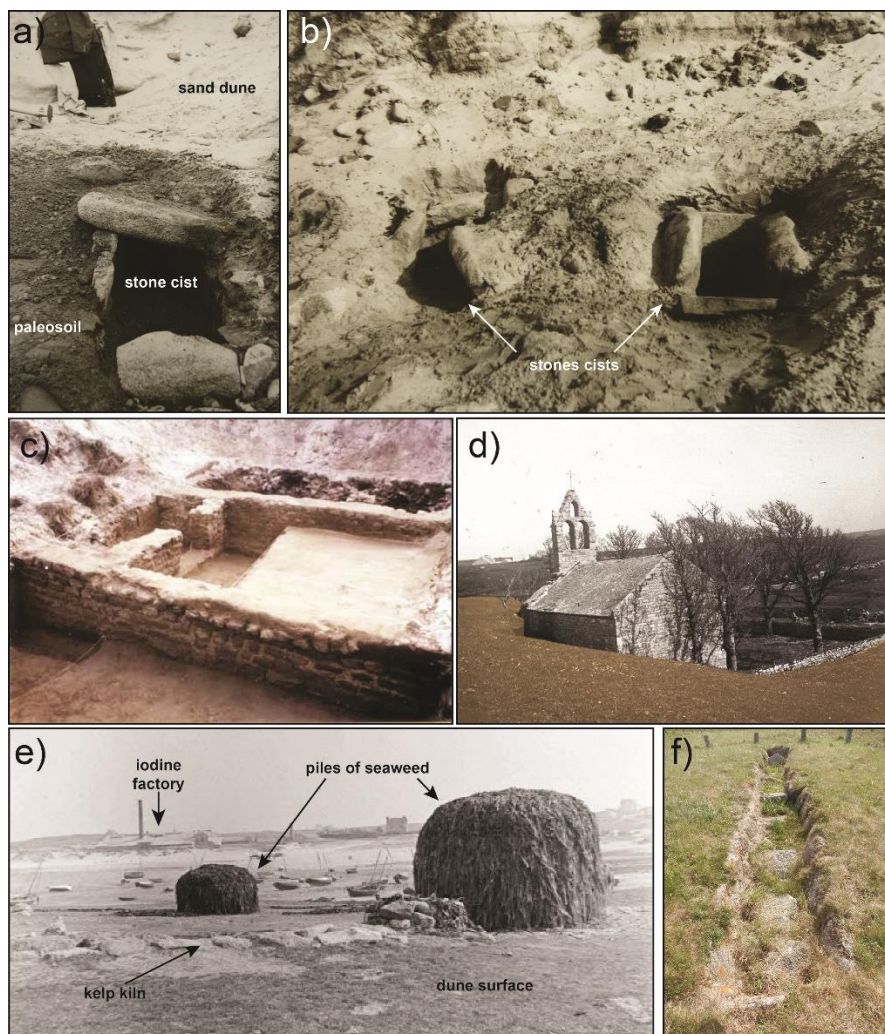 a)
sand dune
stone cist
paleosoil
b)
stones cists
c)
d)
e)
iodine
factory
piles of seaweed
kelp kiln
dune surface
f)